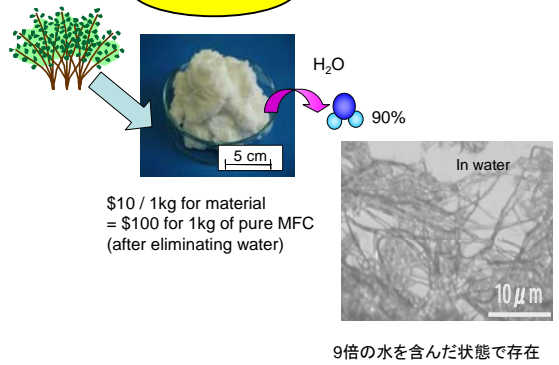 H₂O
90%
5 cm
In water
$10 / 1kg for material
= $100 for 1kg of pure MFC
(after eliminating water)
10μm
9倍の水を含んだ状態で存在